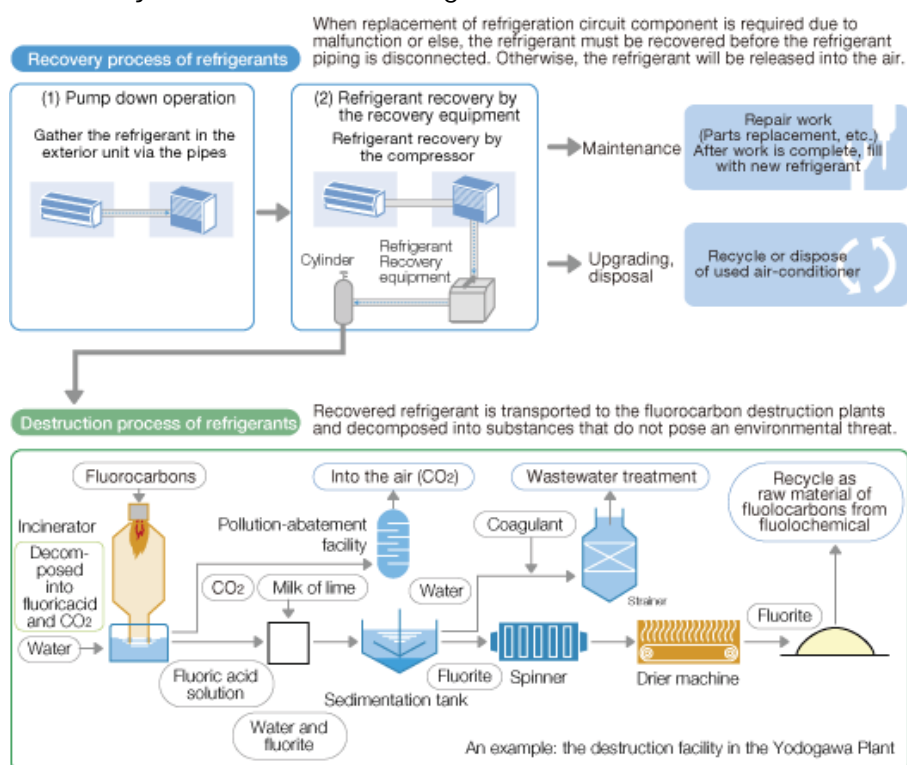 When replacement of refrigeration circuit component is required due to
malfunction or else, the refrigerant must be recovered before the refrigerant
piping is disconnected. Otherwise, the refrigerant will be released into the air.
Recovery process of refrigerants
(1) Pump down operation
Gather the refrigerant in the
exterior unit via the pipes
(2) Refrigerant recovery by
the recovery equipment
Refrigerant recovery by
the compressor
Cylinder
Refrigerant
Recovery
equipment
Maintenance
Repair work
(Parts replacement, etc.)
After work is complete, fill
with new refrigerant
Upgrading,
disposal
Recycle or dispose
of used air-conditioner
Destruction process of refrigerants
Recovered refrigerant is transported to the fluorocarbon destruction plants
and decomposed into substances that do not pose an environmental threat.
Fluorocarbons
Incinerator
Decom-
posed
into
fluoricacid
and CO2
Water
Into the air (CO2)
Pollution-abatement
facility
CO2
Milk of lime
Fluoric acid
solution
Water and
fluorite
Sedimentation tank
Water
Fluorite
Coagulant
Wastewater treatment
Strainer
Spinner
Drier machine
Fluorite
Recycle as
raw material of
fluolocarbons from
fluolochemical
An example: the destruction facility in the Yodogawa Plant